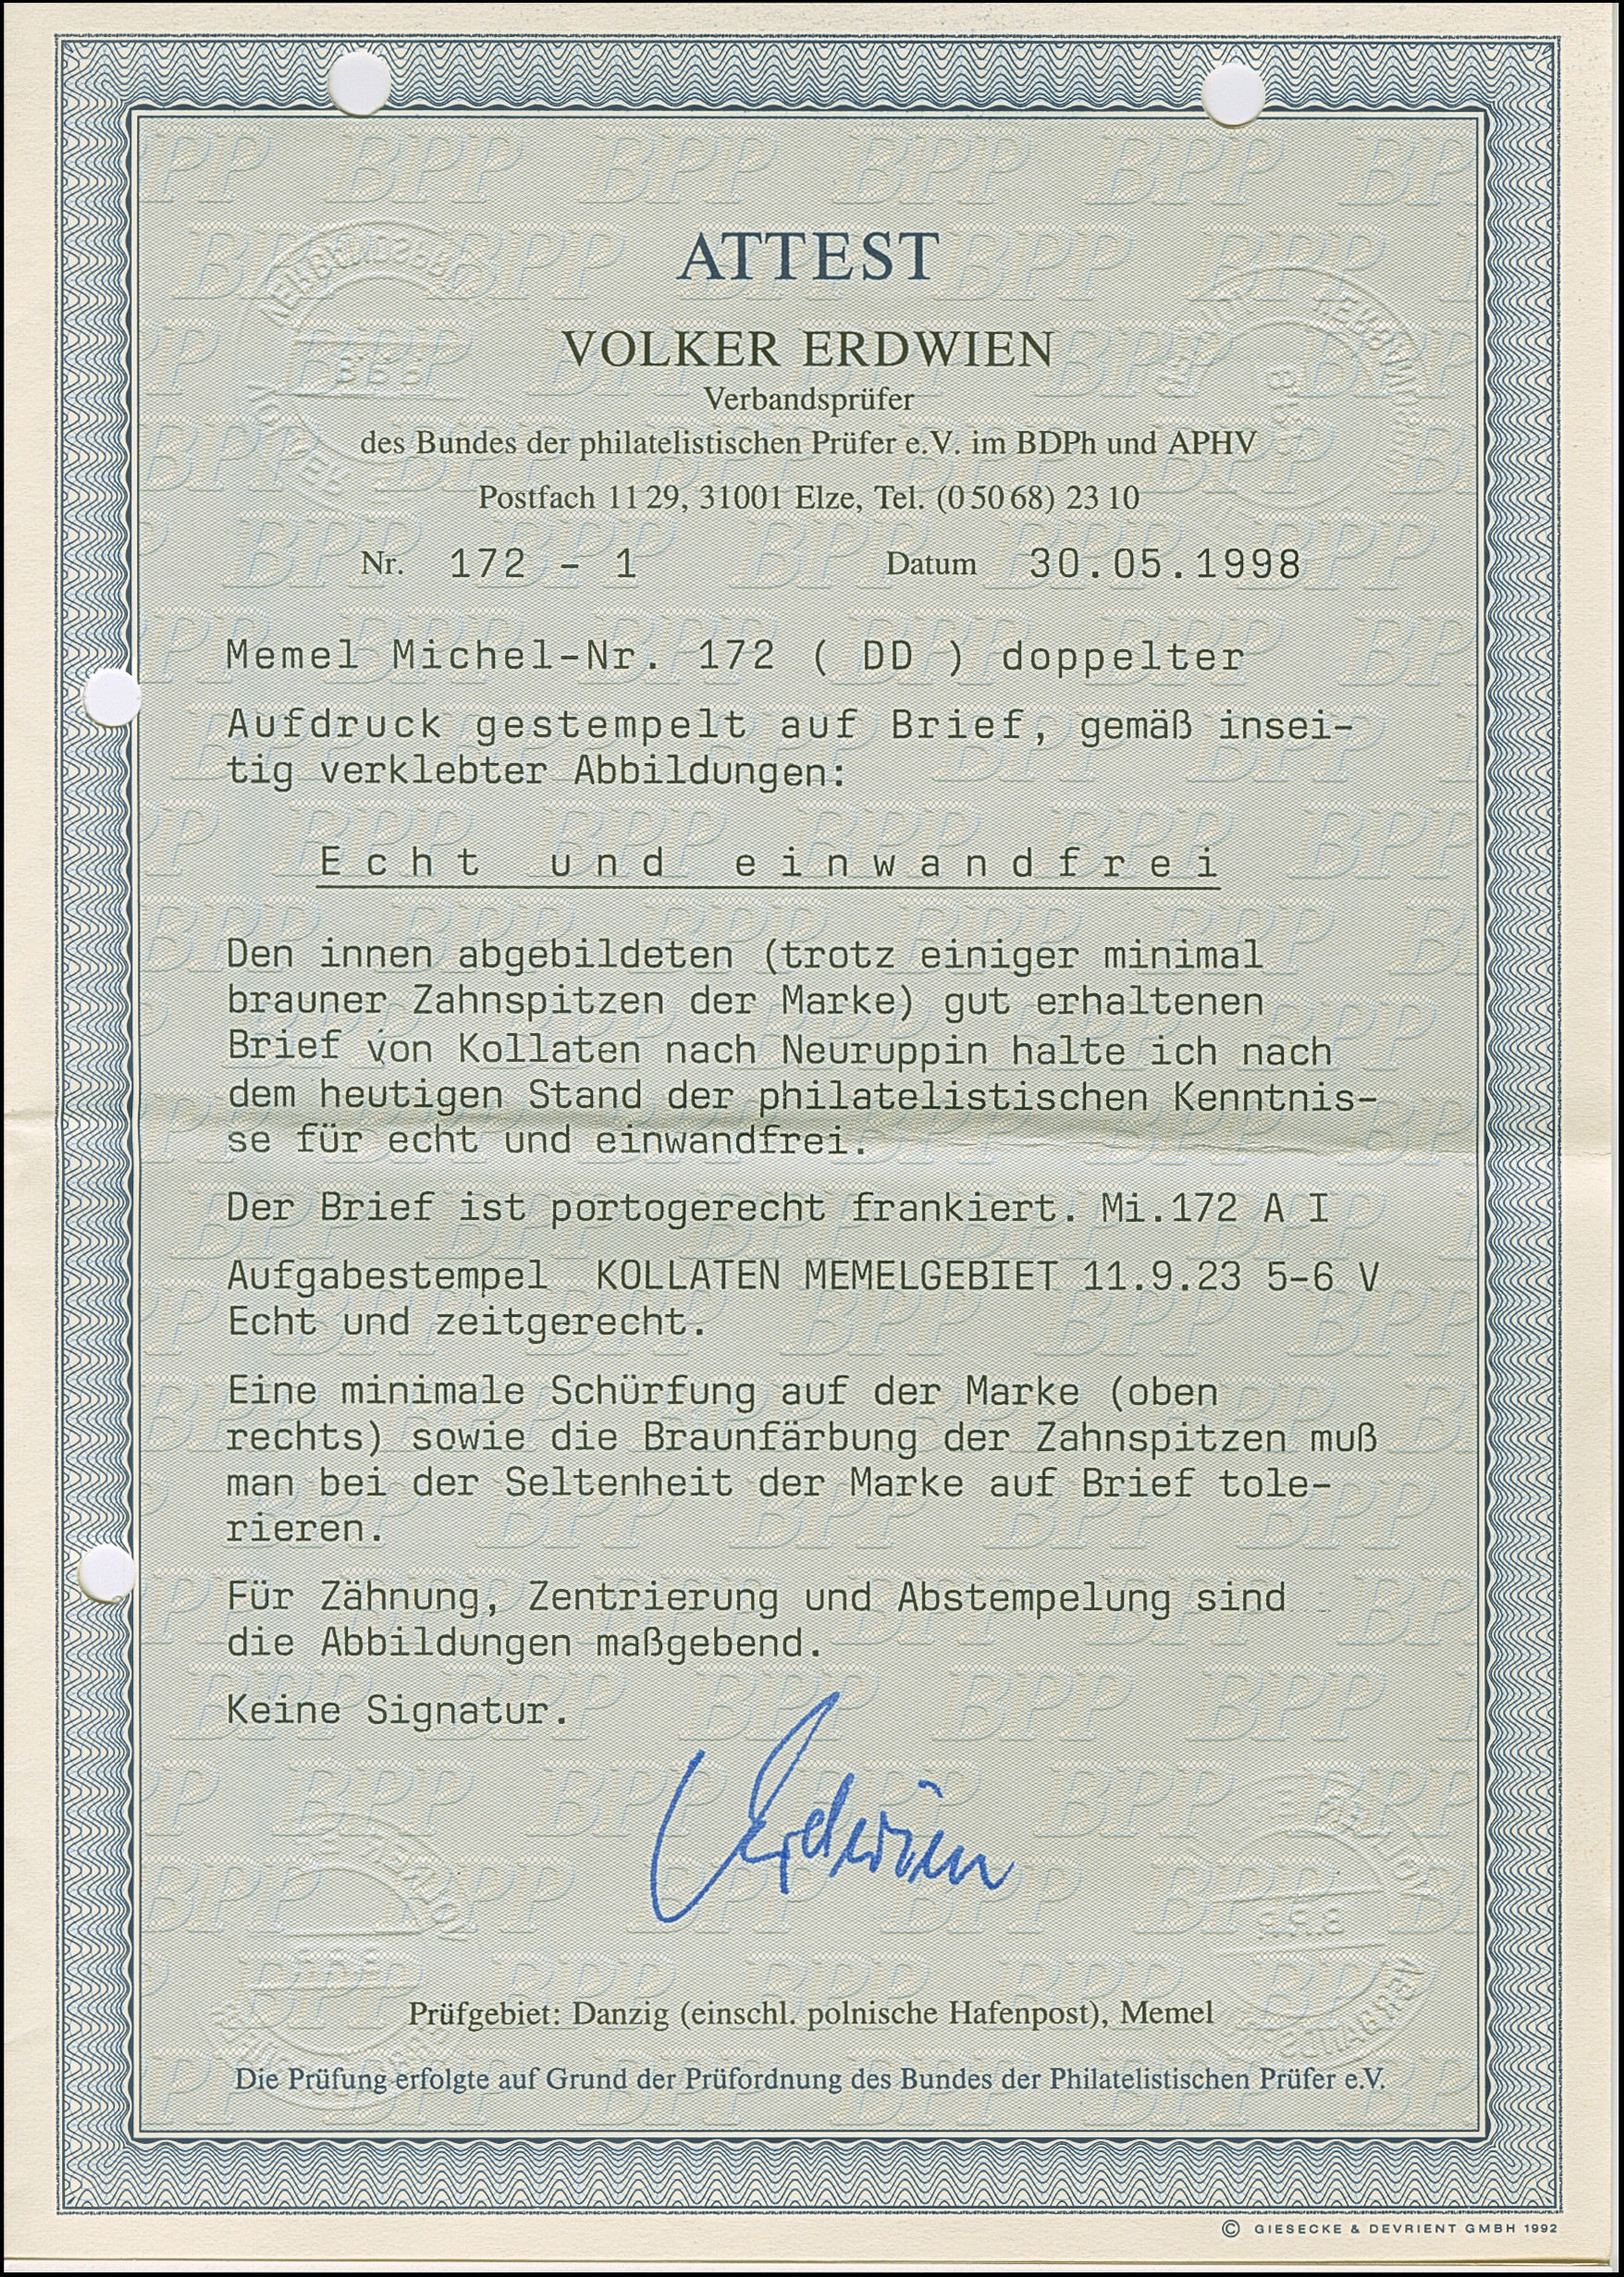 ATTEST
VOLKER ERDWIEN
Verbandsprüfer
des Bundes der philatelistischen Prüfer e.V. im BDPh und APHV
Postfach 11 29, 31001 Elze, Tel. (0 50 68) 23 10
Nr. 172 - 1 Datum 30.05.1998
Memel Michel-Nr. 172 ( DD ) doppelter
Aufdruck gestempelt auf Brief, gemäß insei-
tig verklebter Abbildungen:
E c h t u n d e i n w a n d f r e i
Den innen abgebildeten (trotz einiger minimal
brauner Zahnspitzen der Marke) gut erhaltenen
Brief von Kollaten nach Neuruppin halte ich nach
dem heutigen Stand der philatelistischen Kenntnis-
se für echt und einwandfrei.
Der Brief ist portogerecht frankiert. Mi.172 A I
Aufgabestempel KOLLATEN MEMELGEBIET 11.9.23 5-6 V
Echt und zeitgerecht.
Eine minimale Schürfung auf der Marke (oben
rechts) sowie die Braunfärbung der Zahnspitzen muß
man bei der Seltenheit der Marke auf Brief tole-
rieren.
Für Zähnung, Zentrierung und Abstempelung sind
die Abbildungen maßgebend.
Keine Signatur.
Erdwien
Prüfgebiet: Danzig (einschl. polnische Hafenpost), Memel
Die Prüfung erfolgte auf Grund der Prüfordnung des Bundes der Philatelistischen Prüfer e.V.
© GIESECKE & DEVRIENT GMBH 1992